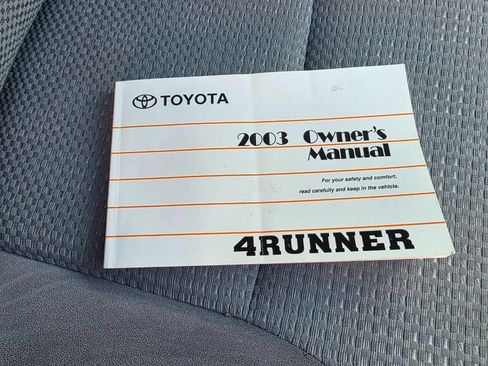 TOYOTA
2003 Owner's
Manual
For your safety and comfort,
read carefully and keep in the vehicle.
4RUNNER